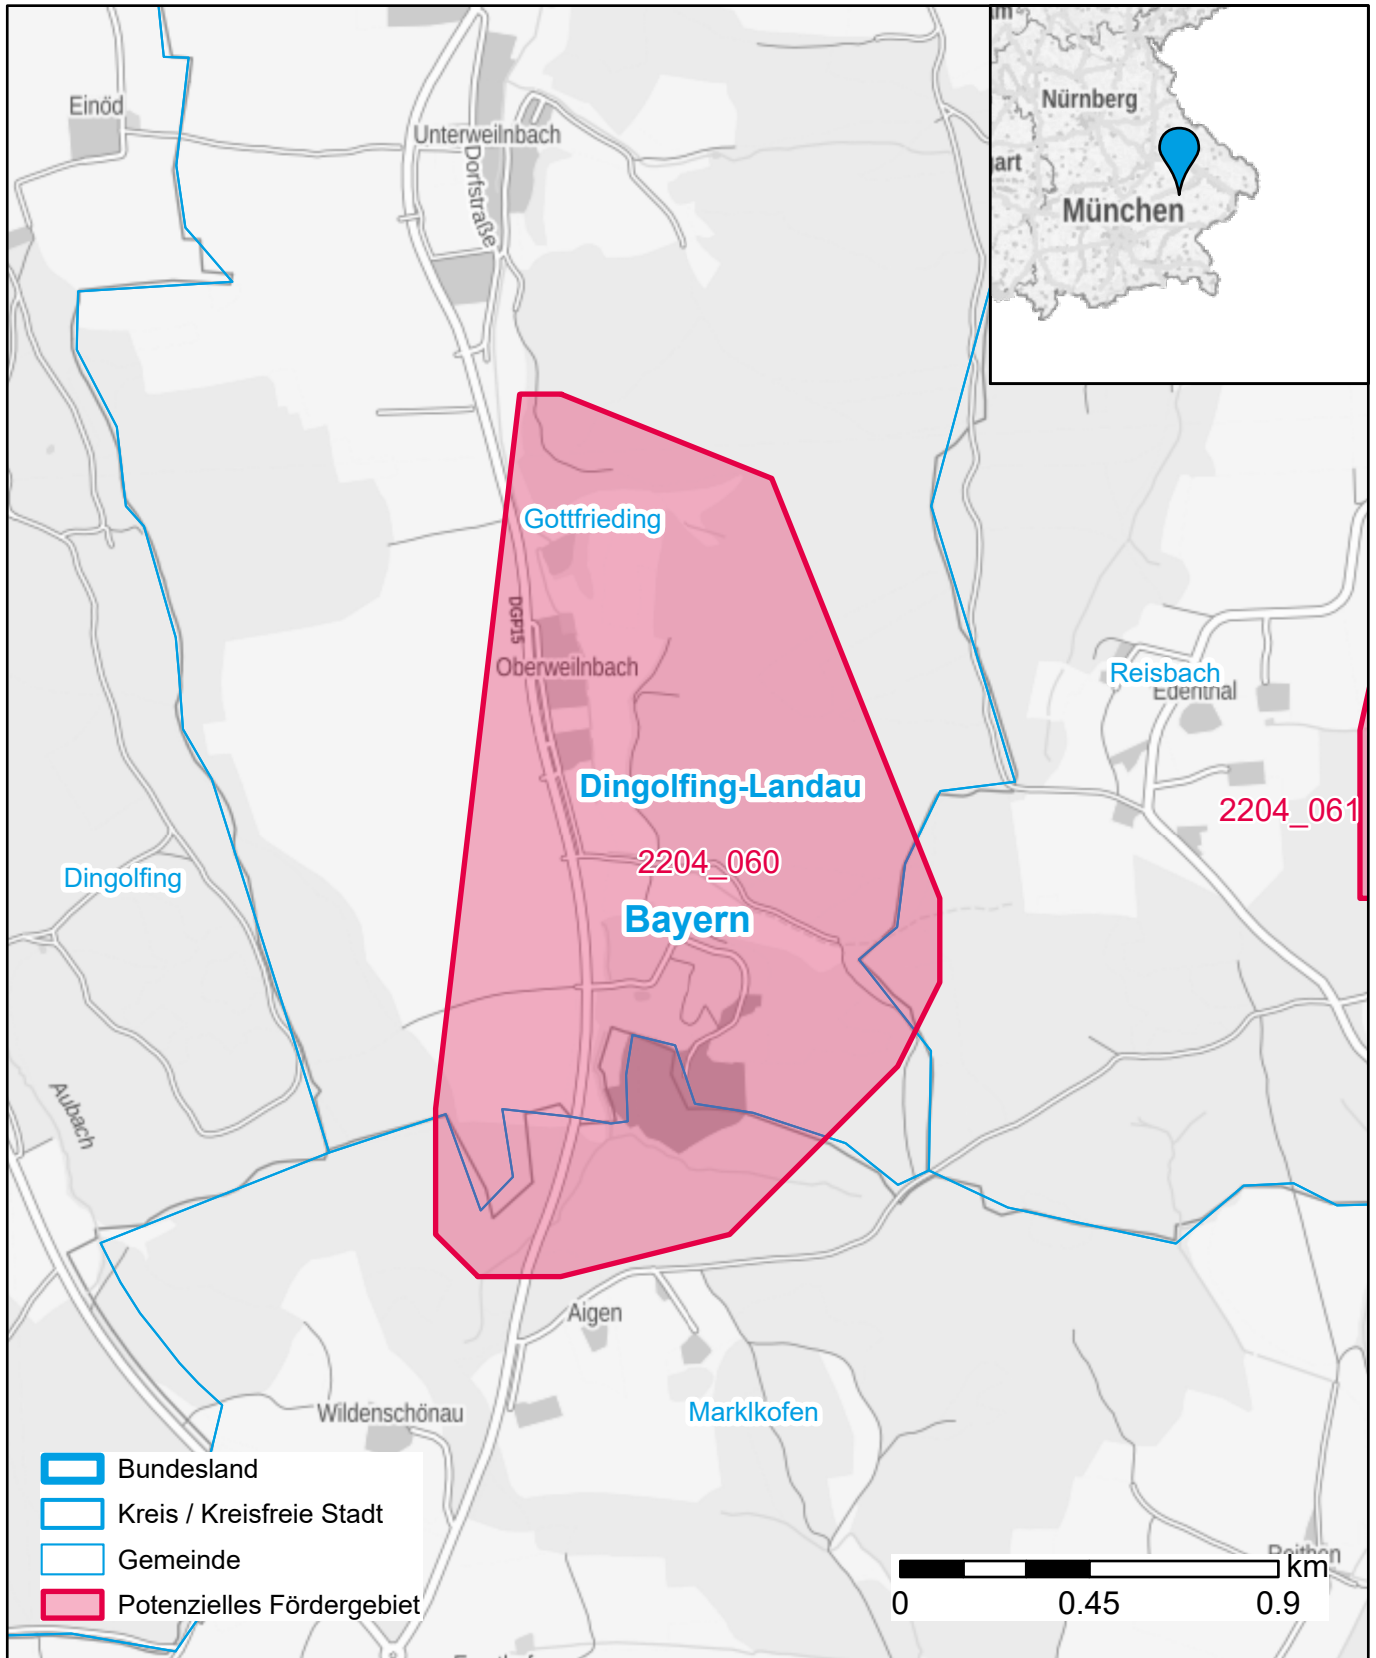 Einöd
Unterweilnbach
Dorfstraße
Nürnberg
München
Gottfrieding
DGP15
Oberweilnbach
Reisbach
Edenthal
Dingolfing-Landau
2204_061
2204_060
Dingolfing
Bayern
Aubach
Aigen
Wildenschönau
Marklkofen
Bundesland
Kreis / Kreisfreie Stadt
Gemeinde
Potenzielles Fördergebiet
km
0 0.45 0.9